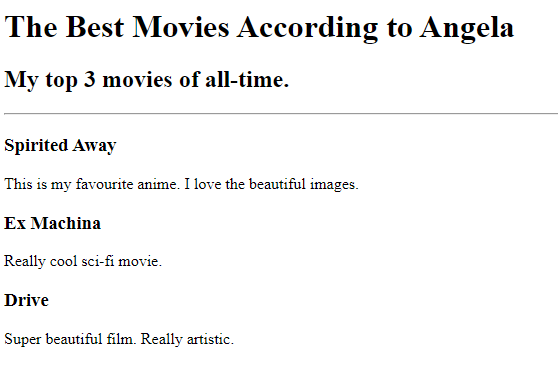 The Best Movies According to Angela
My top 3 movies of all-time.
Spirited Away
This is my favourite anime. I love the beautiful images.
Ex Machina
Really cool sci-fi movie.
Drive
Super beautiful film. Really artistic.